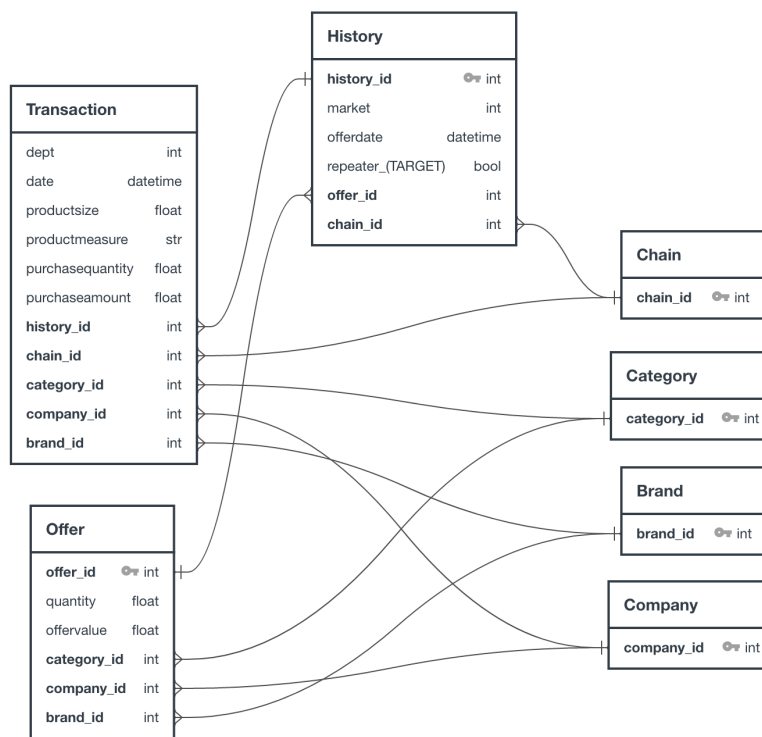 History
history_id int
market int
offerdate datetime
repeater_(TARGET) bool
offer_id int
chain_id int
Transaction
dept int
date datetime
productsize float
productmeasure str
purchasequantity float
purchaseamount float
history_id int
chain_id int
category_id int
company_id int
brand_id int
Chain
chain_id int
Category
category_id int
Brand
brand_id int
Company
company_id int
Offer
offer_id int
quantity float
offervalue float
category_id int
company_id int
brand_id int